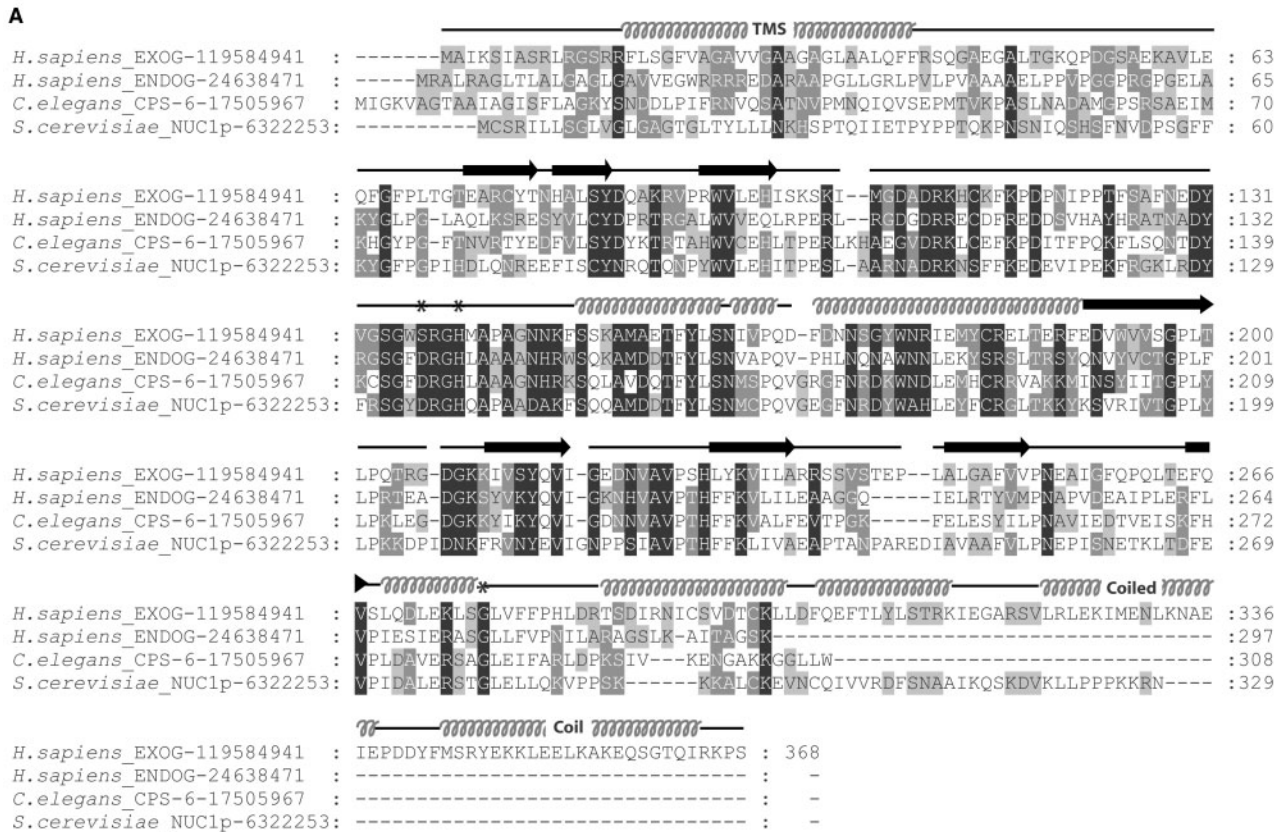 A
TMS
H.sapiens_EXOG-119584941 : ------MAIKSIASRLRGSRRFLSGFVAGAVVGAAGAGLAALQFFRSQGAEGALTGKQPDGSAEKAVLE : 63
H.sapiens_ENDOG-24638471 : ----MRALRAGLTLALGAGLGAVVEGWRRRREDARAAPGLLGRLPVLPVAAAAELPPVPGGPRGPGELA : 65
C.elegans_CPS-6-17505967 : MIGKVAGTAAIAGISFLAGKYSNDDLPIFRNVQSATNVPMNQIQVSEPMTVKPASLNADAMGPSRSAEIM : 70
S.cerevisiae_NUC1p-6322253: ----------MCSRILLSGLVGLGAGTGLTYLLLNKHSPTQIIETPYPPTQKPNSNIQSHSFNVDPSGFF : 60
H.sapiens_EXOG-119584941 : QFGFPLTGTEARCYTNHALSYDQAKRVPRWVLEHISKSKI--MGDADRKHCKFKPDPNIPPTFSAFNEDY : 131
H.sapiens_ENDOG-24638471 : KYGLPG-LAQLKSRESYVLCYDPRTRGALWVVEQLRPERL--RGDGDRRECDFREDDSVHAYHRATNADY : 132
C.elegans_CPS-6-17505967 : KHGYPG-FTNVRTYEDFVLSYDYKTRTAHWVCEHLTPERLKHAEGVDRKLCEFKPDITFPQKFLSQNTDY : 139
S.cerevisiae_NUC1p-6322253: KYGFPGPIHDLQNREEFISCYNRQTQNPYWVLEHITPESL-AARNADRKNSFFKEDEVIPEKFRGKLRDY : 129
* *
H.sapiens_EXOG-119584941 : VGSGWSRGHMAPAGNNKFSSKAMAETFYLSNIVPQD-FDNNSGYWNRIEMYCRELTERFEDVWVVSGPLT : 200
H.sapiens_ENDOG-24638471 : RGSGFDRGHLAAAANHRWSQKAMDDTFYLSNVAPQV-PHLNQNAWNNLEKYSRSLTRSYQNVYVCTGPLF : 201
C.elegans_CPS-6-17505967 : KCSGFDRGHLAAAGNHRKSQLAVDQTFYLSNMSPQVGRGFNRDKWNDLEMHCRRVAKKMINSYIITGPLY : 209
S.cerevisiae_NUC1p-6322253: FRSGYDRGHQAPAADAKFSQQAMDDTFYLSNMCPQVGEGFNRDYWAHLEYFCRGLTKKYKSVRIVTGPLY : 199
H.sapiens_EXOG-119584941 : LPQTRG-DGKKIVSYQVI-GEDNVAVPSHLYKVILARRSSVSTEP--LALGAFVVPNEAIGFQPQLTEFQ : 266
H.sapiens_ENDOG-24638471 : LPRTEA-DGKSYVKYQVI-GKNHVAVPTHFFKVLILEAAGGQ----IELRTYVMPNAPVDEAIPLERFL : 264
C.elegans_CPS-6-17505967 : LPKLEG-DGKKYIKYQVI-GDNNVAVPTHFFKVALFEVTPGK-----FELESYILPNAVIEDTVEISKFH : 272
S.cerevisiae_NUC1p-6322253: LPKKDPIDNKFRVNYEVIGNPPSIAVPTHFFKLIVAEAPTANPAREDIAVAAFVLPNEPISNETKLTDFE : 269
* Coiled
H.sapiens_EXOG-119584941 : VSLQDLEKLSGLVFFPHLDRTSDIRNICSVDTCKLLDFQEFTLYLSTRKIEGARSVLRLEKIMENLKNAE : 336
H.sapiens_ENDOG-24638471 : VPIESIERASGLLFVPNILARAGSLK-AITAGSK------------------------------------ : 297
C.elegans_CPS-6-17505967 : VPLDAVERSAGLEIFARLDPKSIV---KENGAKKGGLLW------------------------------- : 308
S.cerevisiae_NUC1p-6322253: VPIDALERSTGLELLQKVPPSK-----KKALCKEVNCQIVVRDFSNAAIKQSKDVKLLPPPKKRN---- : 329
Coil
H.sapiens_EXOG-119584941 : IEPDDYFMSRYEKKLEELKAKEQSGTQIRKPS : 368
H.sapiens_ENDOG-24638471 : -------------------------------- : -
C.elegans_CPS-6-17505967 : -------------------------------- : -
S.cerevisiae NUC1p-6322253: -------------------------------- : -